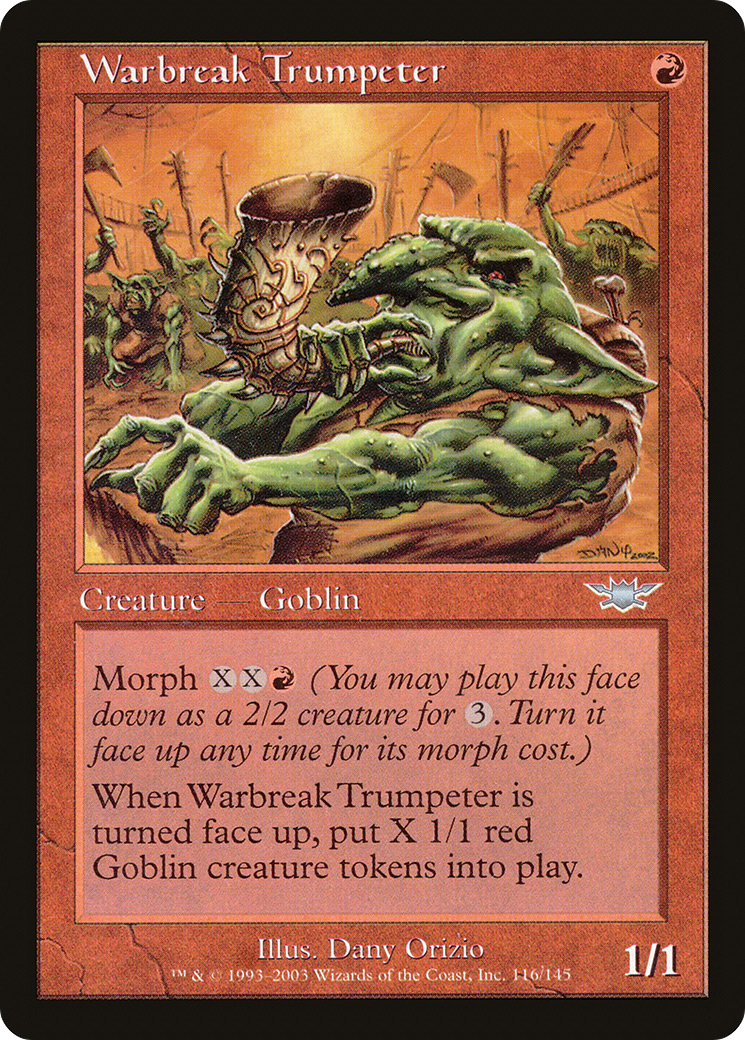 Warbreak Trumpeter
DANY 2002
Creature — Goblin
Morph XX (You may play this face
down as a 2/2 creature for 3. Turn it
face up any time for its morph cost.)
When Warbreak Trumpeter is
turned face up, put X 1/1 red
Goblin creature tokens into play.
Illus. Dany Orizio
™ & © 1993–2003 Wizards of the Coast, Inc. 116/145
1/1